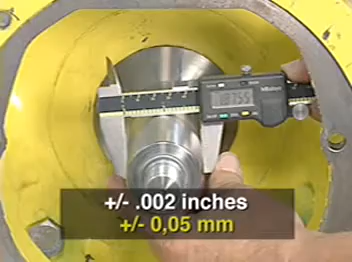 +/- .002 inches
+/- 0,05 mm